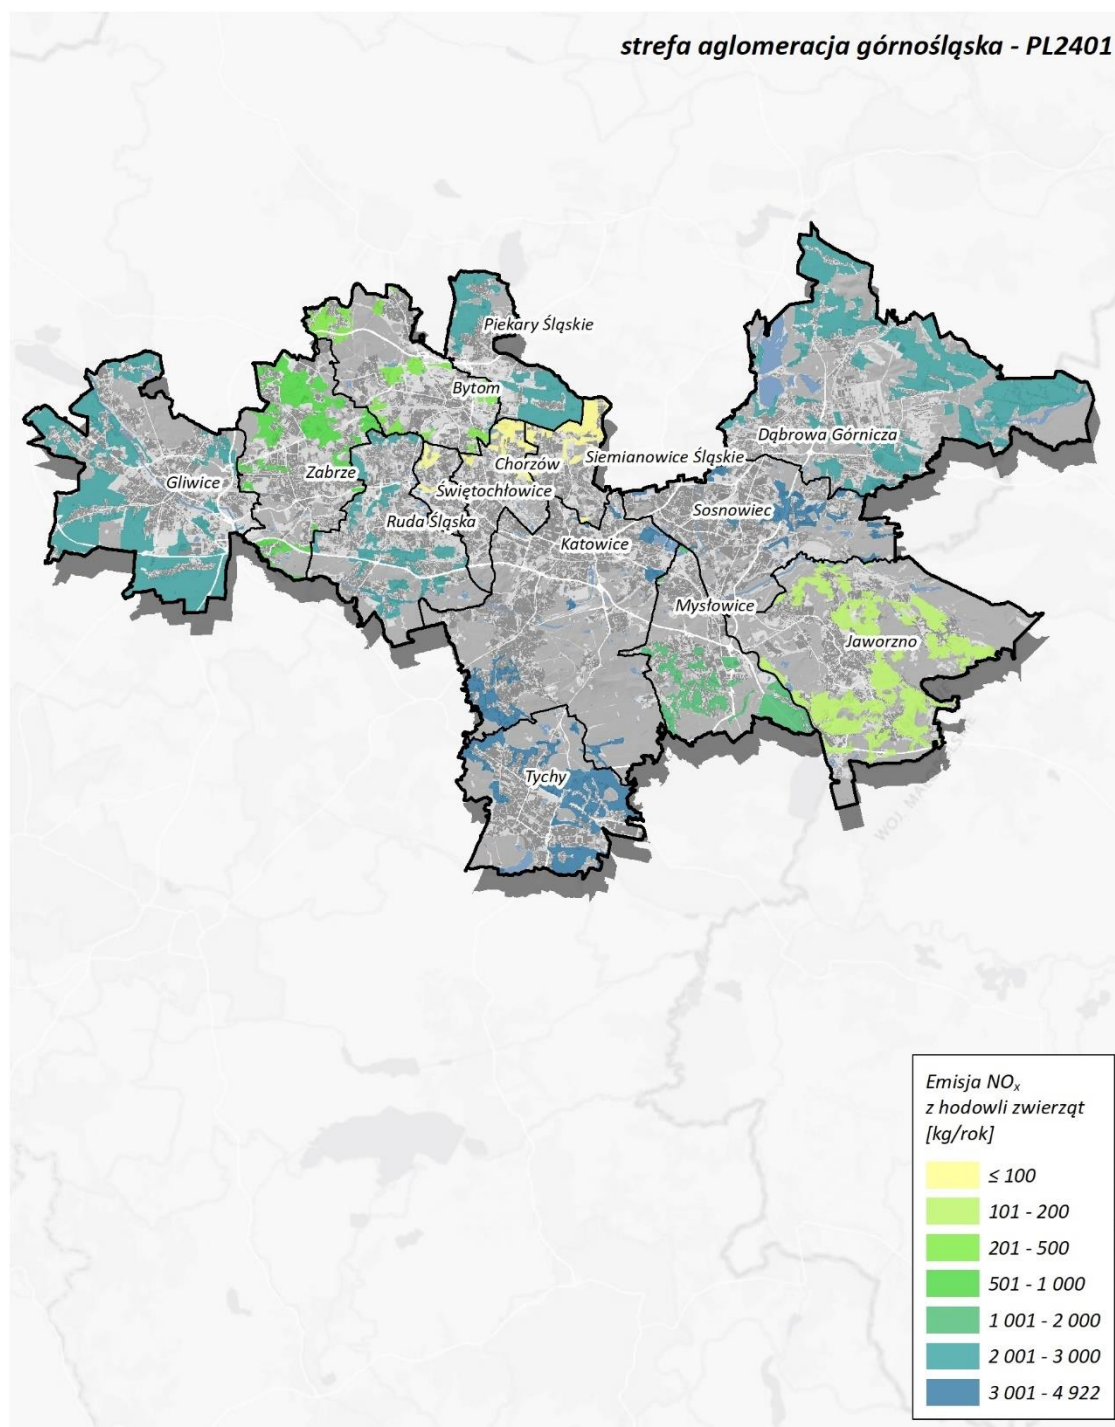 strefa aglomeracja górnośląska - PL2401
Piekary Śląskie
Bytom
Dąbrowa Górnicza
Siemianowice Śląskie
Chorzów
Zabrze
Gliwice
Świętochłowice
Ruda Śląska
Sosnowiec
Katowice
Mysłowice
Jaworzno
Tychy
Emisja NOₓ
z hodowli zwierząt
[kg/rok]
≤ 100
101 - 200
201 - 500
501 - 1 000
1 001 - 2 000
2 001 - 3 000
3 001 - 4 922